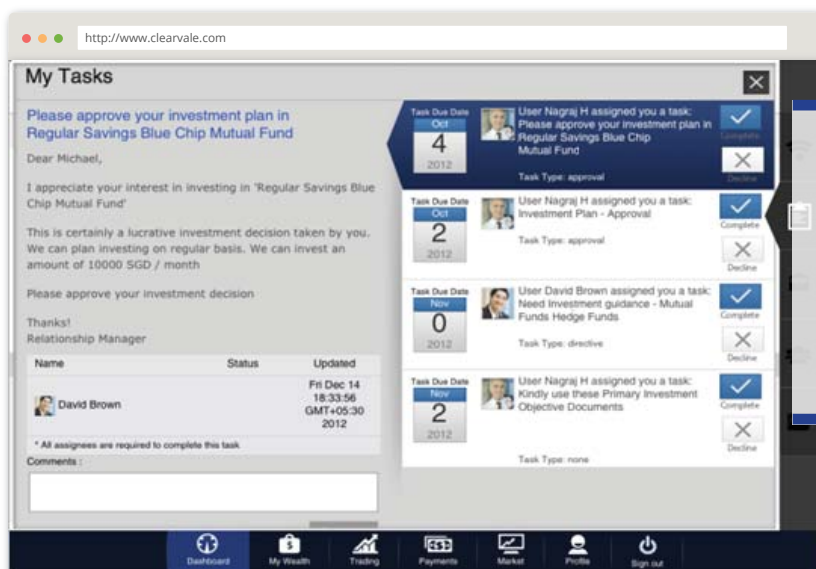 http://www.clearvale.com
My Tasks
Please approve your investment plan in
Regular Savings Blue Chip Mutual Fund
Dear Michael,
I appreciate your interest in investing in 'Regular Savings Blue
Chip Mutual Fund'
This is certainly a lucrative investment decision taken by you.
We can plan investing on regular basis. We can invest an
amount of 10000 SGD / month
Please approve your investment decision
Thanks!
Relationship Manager
Name Status Updated
David Brown
Fri Dec 14
18:33:56
GMT+05:30
2012
* All assignees are required to complete this task
Comments :
Task Due Date
Oct
4
2012
User Nagraj H assigned you a task:
Please approve your investment plan in
Regular Savings Blue Chip
Mutual Fund
Task Type: approval
Complete
Decline
Task Due Date
Oct
2
2012
User Nagraj H assigned you a task:
Investment Plan - Approval
Task Type: approval
Complete
Decline
Task Due Date
Nov
0
2012
User David Brown assigned you a task:
Need Investment guidance - Mutual
Funds Hedge Funds
Task Type: directive
Complete
Decline
Task Due Date
Nov
2
2012
User Nagraj H assigned you a task:
Kindly use these Primary Investment
Objective Documents
Task Type: none
Complete
Decline
Dashboard My Wealth Trading Payments Market Profile Sign out